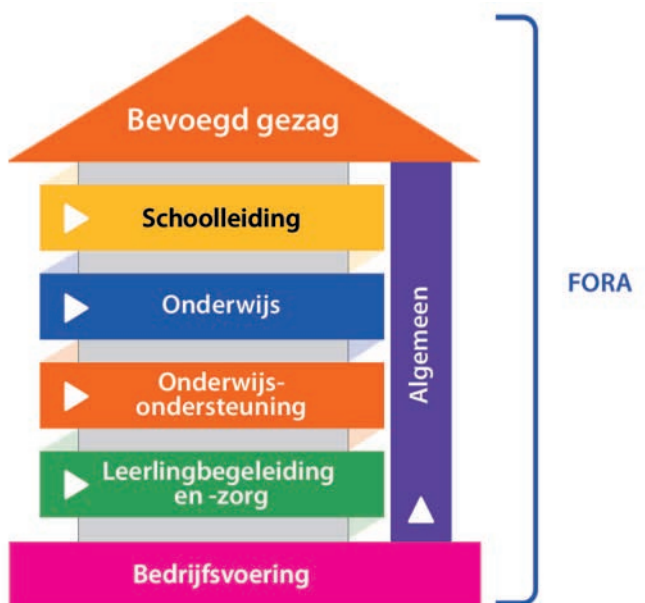 Bevoegd gezag
Schoolleiding
Onderwijs
Onderwijs-
ondersteuning
Leerlingbegeleiding
en -zorg
Bedrijfsvoering
Algemeen
FORA